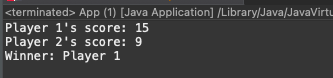 <terminated> App (1) [Java Application] /Library/Java/JavaVirtu
Player 1's score: 15
Player 2's score: 9
Winner: Player 1